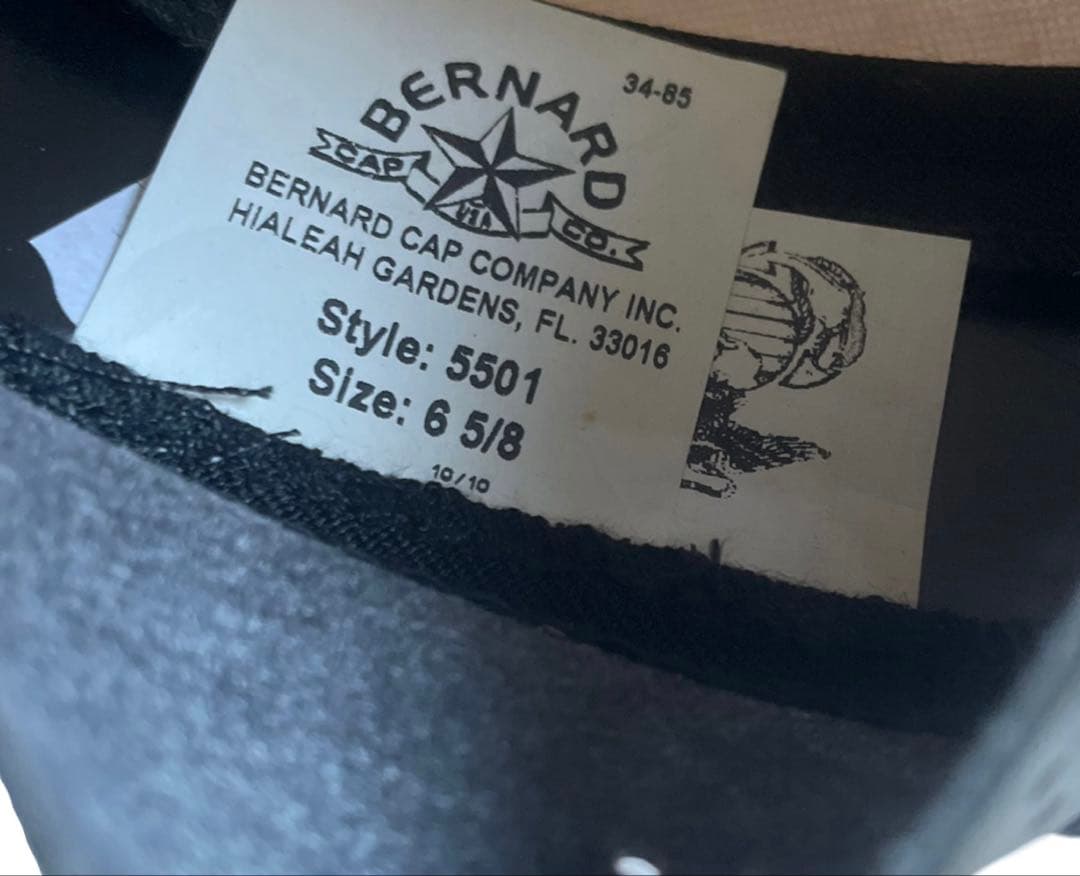 34-85
BERNARD
CAP USA CO.
BERNARD CAP COMPANY INC.
HIALEAH GARDENS, FL. 33016
Style: 5501
Size: 6 5/8
10/10